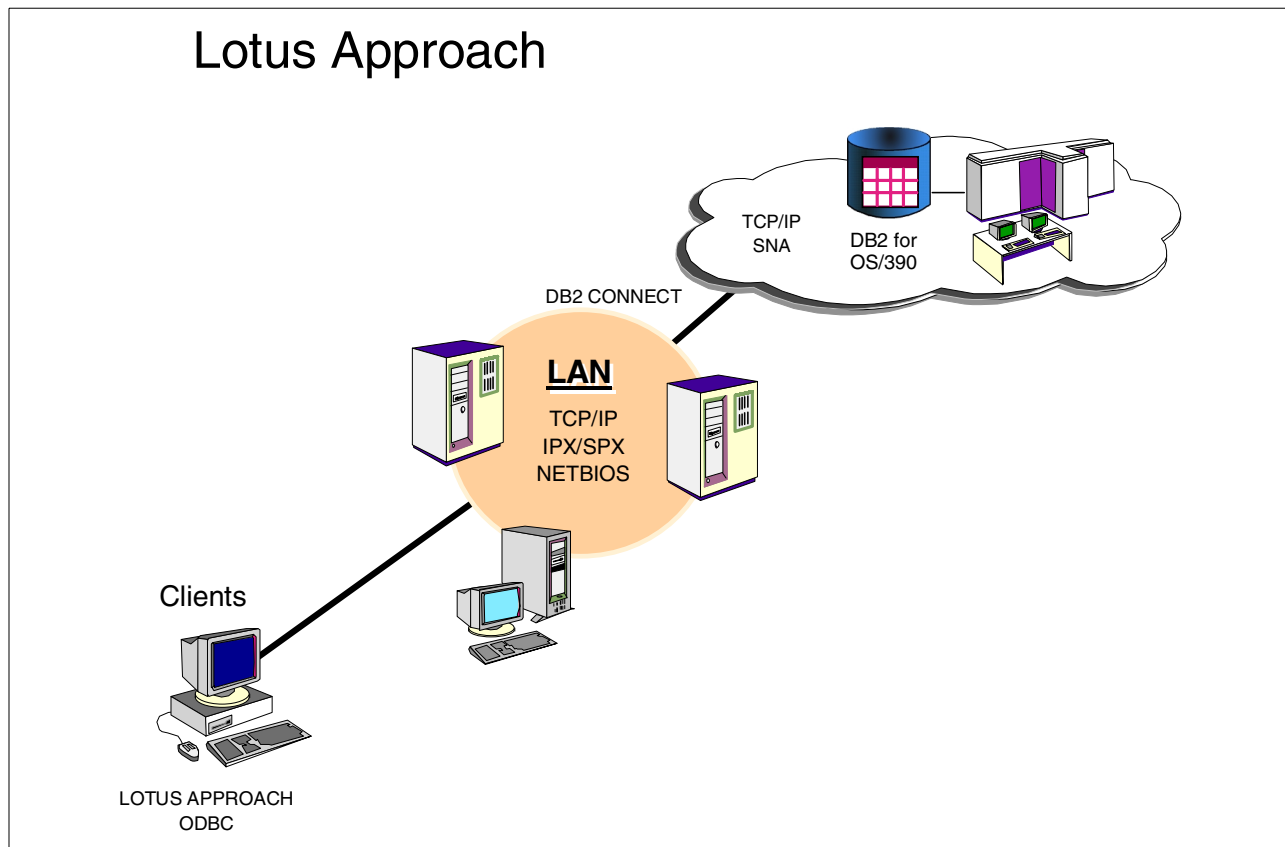 Lotus Approach
TCP/IP
SNA
DB2 for
OS/390
DB2 CONNECT
LAN
TCP/IP
IPX/SPX
NETBIOS
Clients
LOTUS APPROACH
ODBC